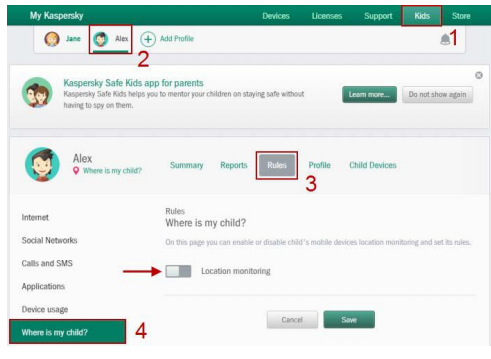 My Kaspersky Devices Licenses Support Kids Store
Jane Alex Add Profile 1
2
Kaspersky Safe Kids app for parents
Kaspersky Safe Kids helps you to mentor your children on staying safe without
having to spy on them.
Learn more... Do not show again
Alex
Where is my child?
Summary Reports Rules Profile Child Devices
3
Internet
Social Networks
Calls and SMS
Applications
Device usage
Where is my child? 4
Rules
Where is my child?
On this page you can enable or disable child's mobile devices location monitoring and set its rules.
Location monitoring
Cancel Save